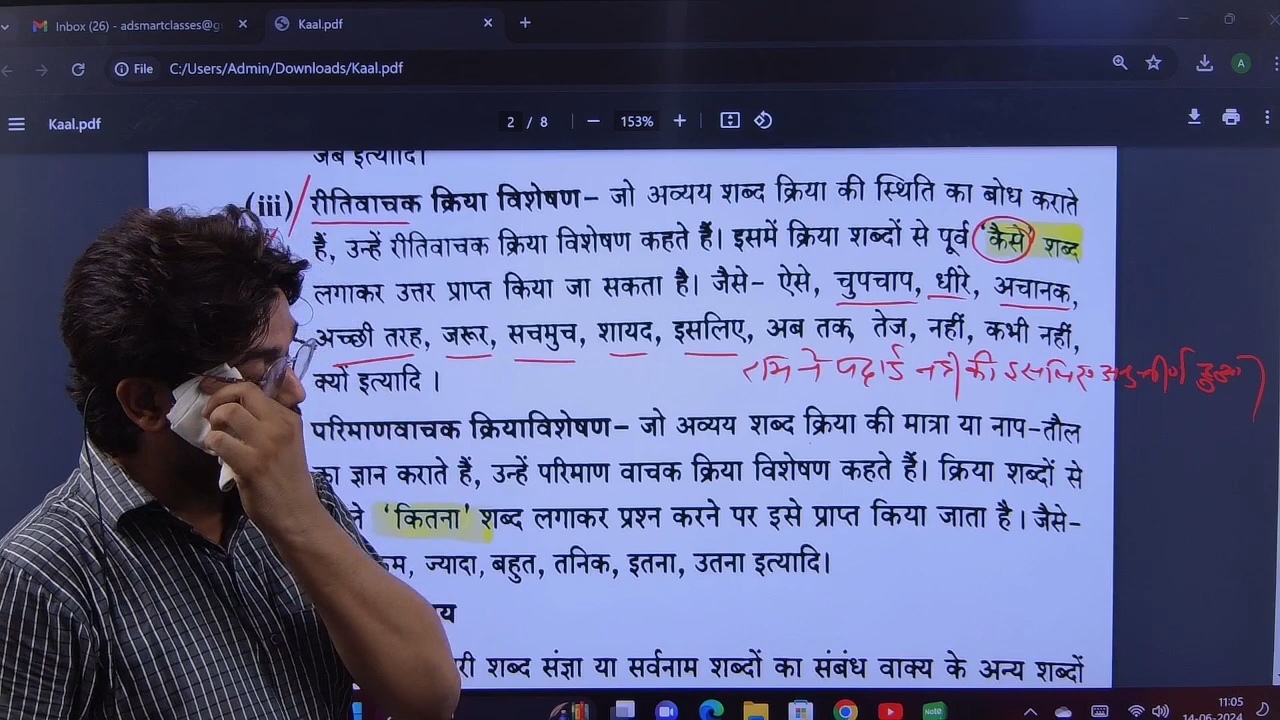 Inbox (26) - adsmartclasses@g
Kaal.pdf
File C:/Users/Admin/Downloads/Kaal.pdf
A
Kaal.pdf
2 / 8
153%
जब इत्यादि।
(iii) रीतिवाचक क्रिया विशेषण– जो अव्यय शब्द क्रिया की स्थिति का बोध कराते
हैं, उन्हें रीतिवाचक क्रिया विशेषण कहते हैं। इसमें क्रिया शब्दों से पूर्व 'कैसे' शब्द
लगाकर उत्तर प्राप्त किया जा सकता है। जैसे– ऐसे, चुपचाप, धीरे, अचानक,
अच्छी तरह, जरूर, सचमुच, शायद, इसलिए, अब तक, तेज, नहीं, कभी नहीं,
क्यों इत्यादि।
ने पढाई नही की इसलिए अनुत्तीर्ण हुआ
परिमाणवाचक क्रियाविशेषण– जो अव्यय शब्द क्रिया की मात्रा या नाप–तौल
का ज्ञान कराते हैं, उन्हें परिमाण वाचक क्रिया विशेषण कहते हैं। क्रिया शब्दों से
'कितना' शब्द लगाकर प्रश्न करने पर इसे प्राप्त किया जाता है। जैसे–
ज्यादा, बहुत, तनिक, इतना, उतना इत्यादि।
शब्द संज्ञा या सर्वनाम शब्दों का संबंध वाक्य के अन्य शब्दों
11:05